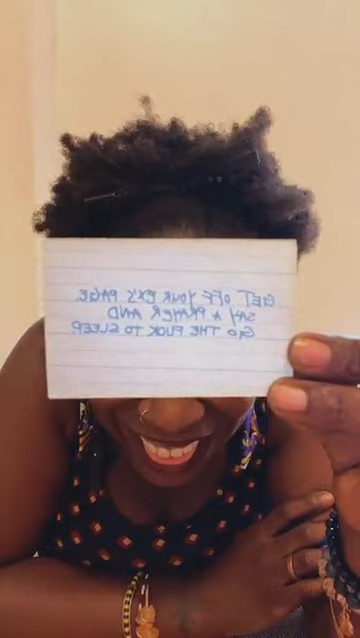 GET OFF YOUR EX'S PAGE.
SAY A PRAYER AND
GO THE FUCK TO SLEEP